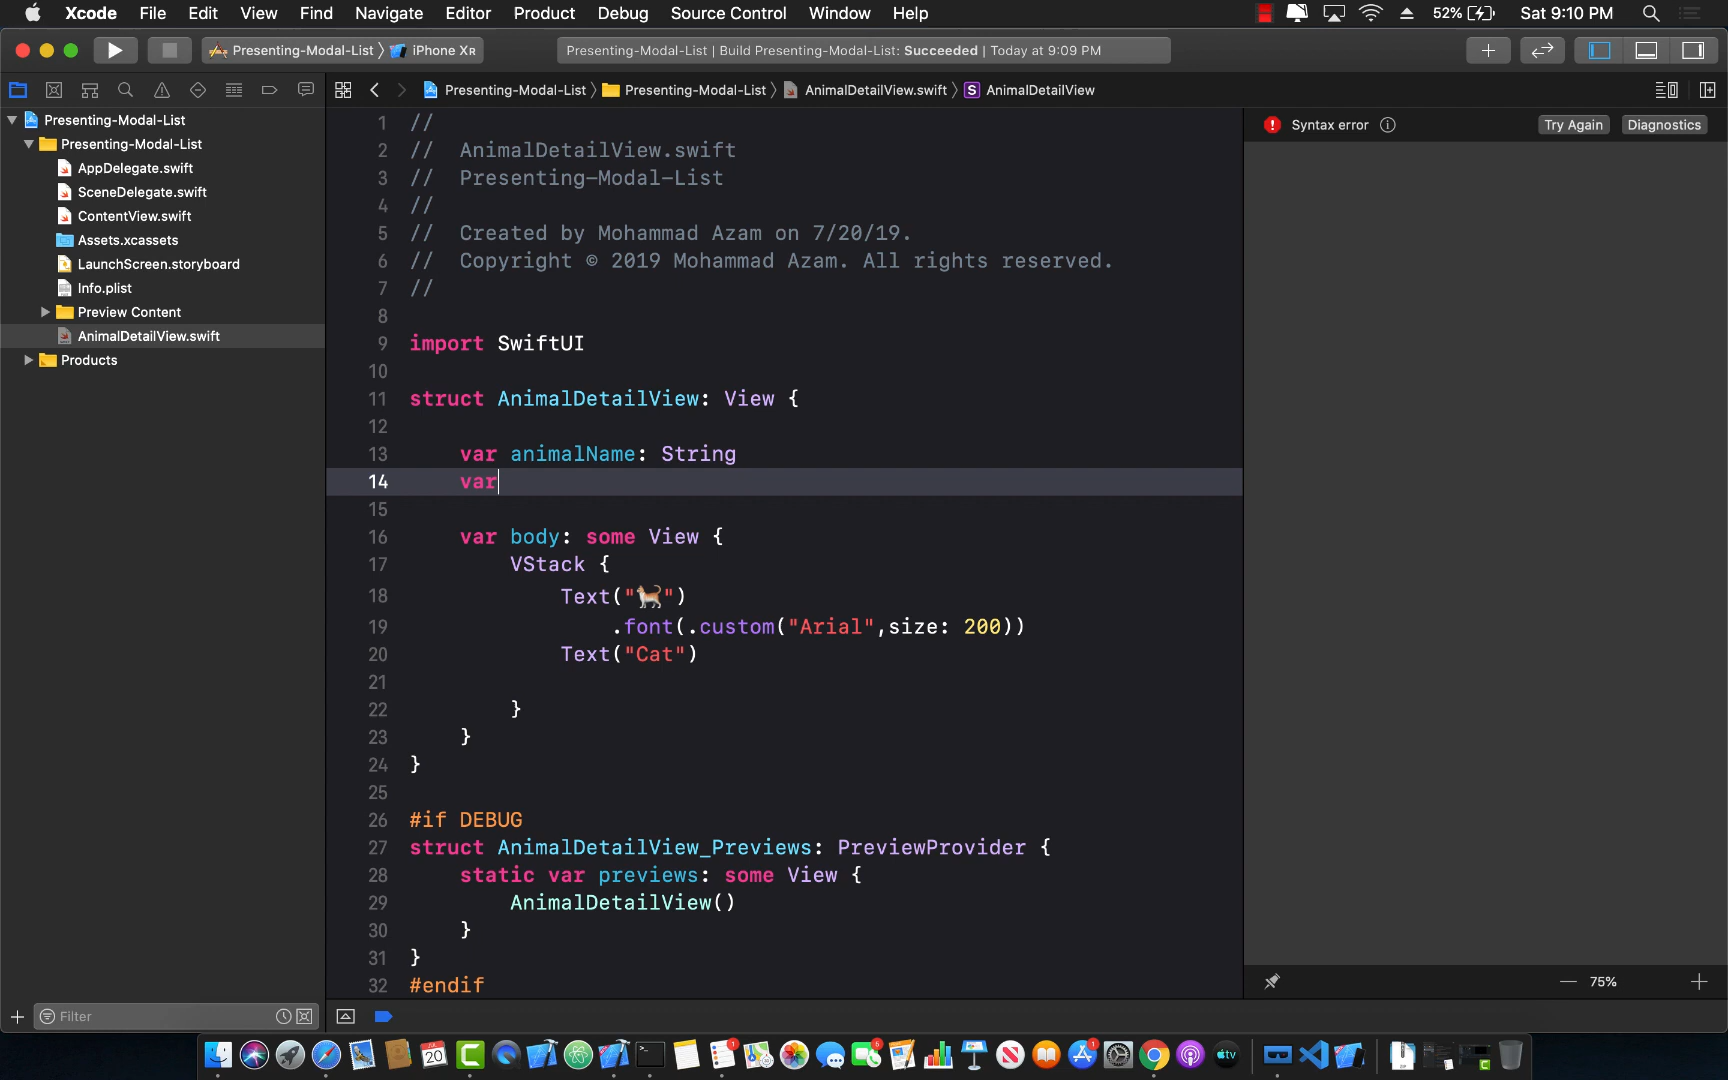 Xcode File Edit View Find Navigate Editor Product Debug Source Control Window Help 52% Sat 9:10 PM
Presenting-Modal-List 〉 iPhone XR
Presenting-Modal-List | Build Presenting-Modal-List: Succeeded | Today at 9:09 PM
Presenting-Modal-List 〉 Presenting-Modal-List 〉 AnimalDetailView.swift 〉 S AnimalDetailView
Presenting-Modal-List
Presenting-Modal-List
AppDelegate.swift
SceneDelegate.swift
ContentView.swift
Assets.xcassets
LaunchScreen.storyboard
Info.plist
Preview Content
AnimalDetailView.swift
Products
Filter
1 //
2 // AnimalDetailView.swift
3 // Presenting-Modal-List
4 //
5 // Created by Mohammad Azam on 7/20/19.
6 // Copyright © 2019 Mohammad Azam. All rights reserved.
7 //
8
9 import SwiftUI
10
11 struct AnimalDetailView: View {
12
13 var animalName: String
14 var
15
16 var body: some View {
17 VStack {
18 Text("🐈")
19 .font(.custom("Arial",size: 200))
20 Text("Cat")
21
22 }
23 }
24 }
25
26 #if DEBUG
27 struct AnimalDetailView_Previews: PreviewProvider {
28 static var previews: some View {
29 AnimalDetailView()
30 }
31 }
32 #endif
Syntax error Try Again Diagnostics
75%
JUL
20
1
5
1
tv
ZIP